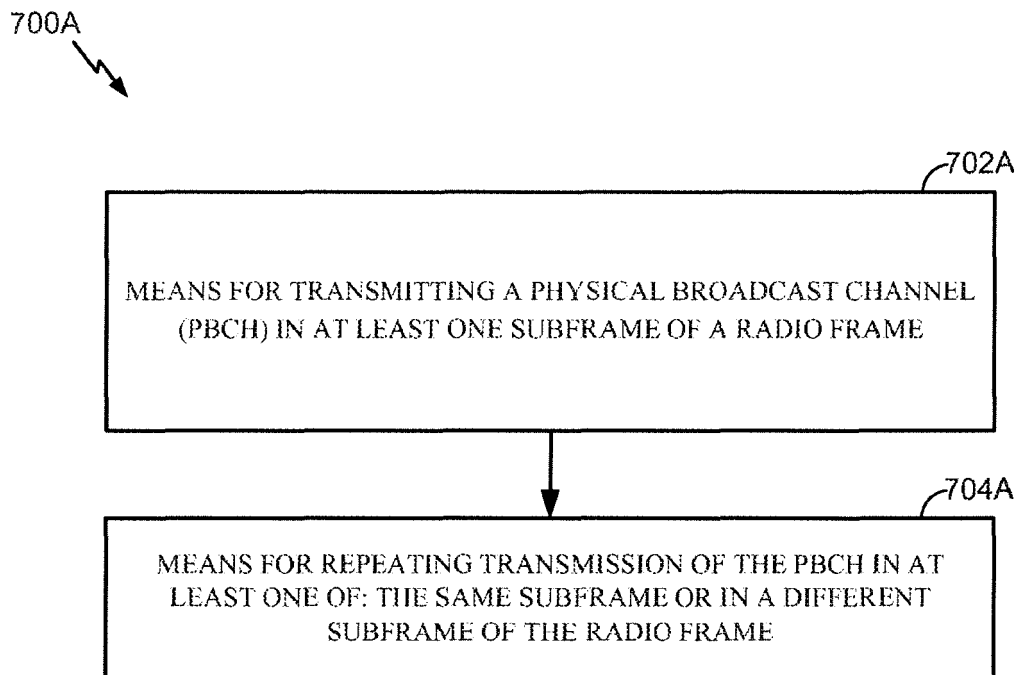 700A
702A
MEANS FOR TRANSMITTING A PHYSICAL BROADCAST CHANNEL
(PBCH) IN AT LEAST ONE SUBFRAME OF A RADIO FRAME
704A
MEANS FOR REPEATING TRANSMISSION OF THE PBCH IN AT
LEAST ONE OF: THE SAME SUBFRAME OR IN A DIFFERENT
SUBFRAME OF THE RADIO FRAME